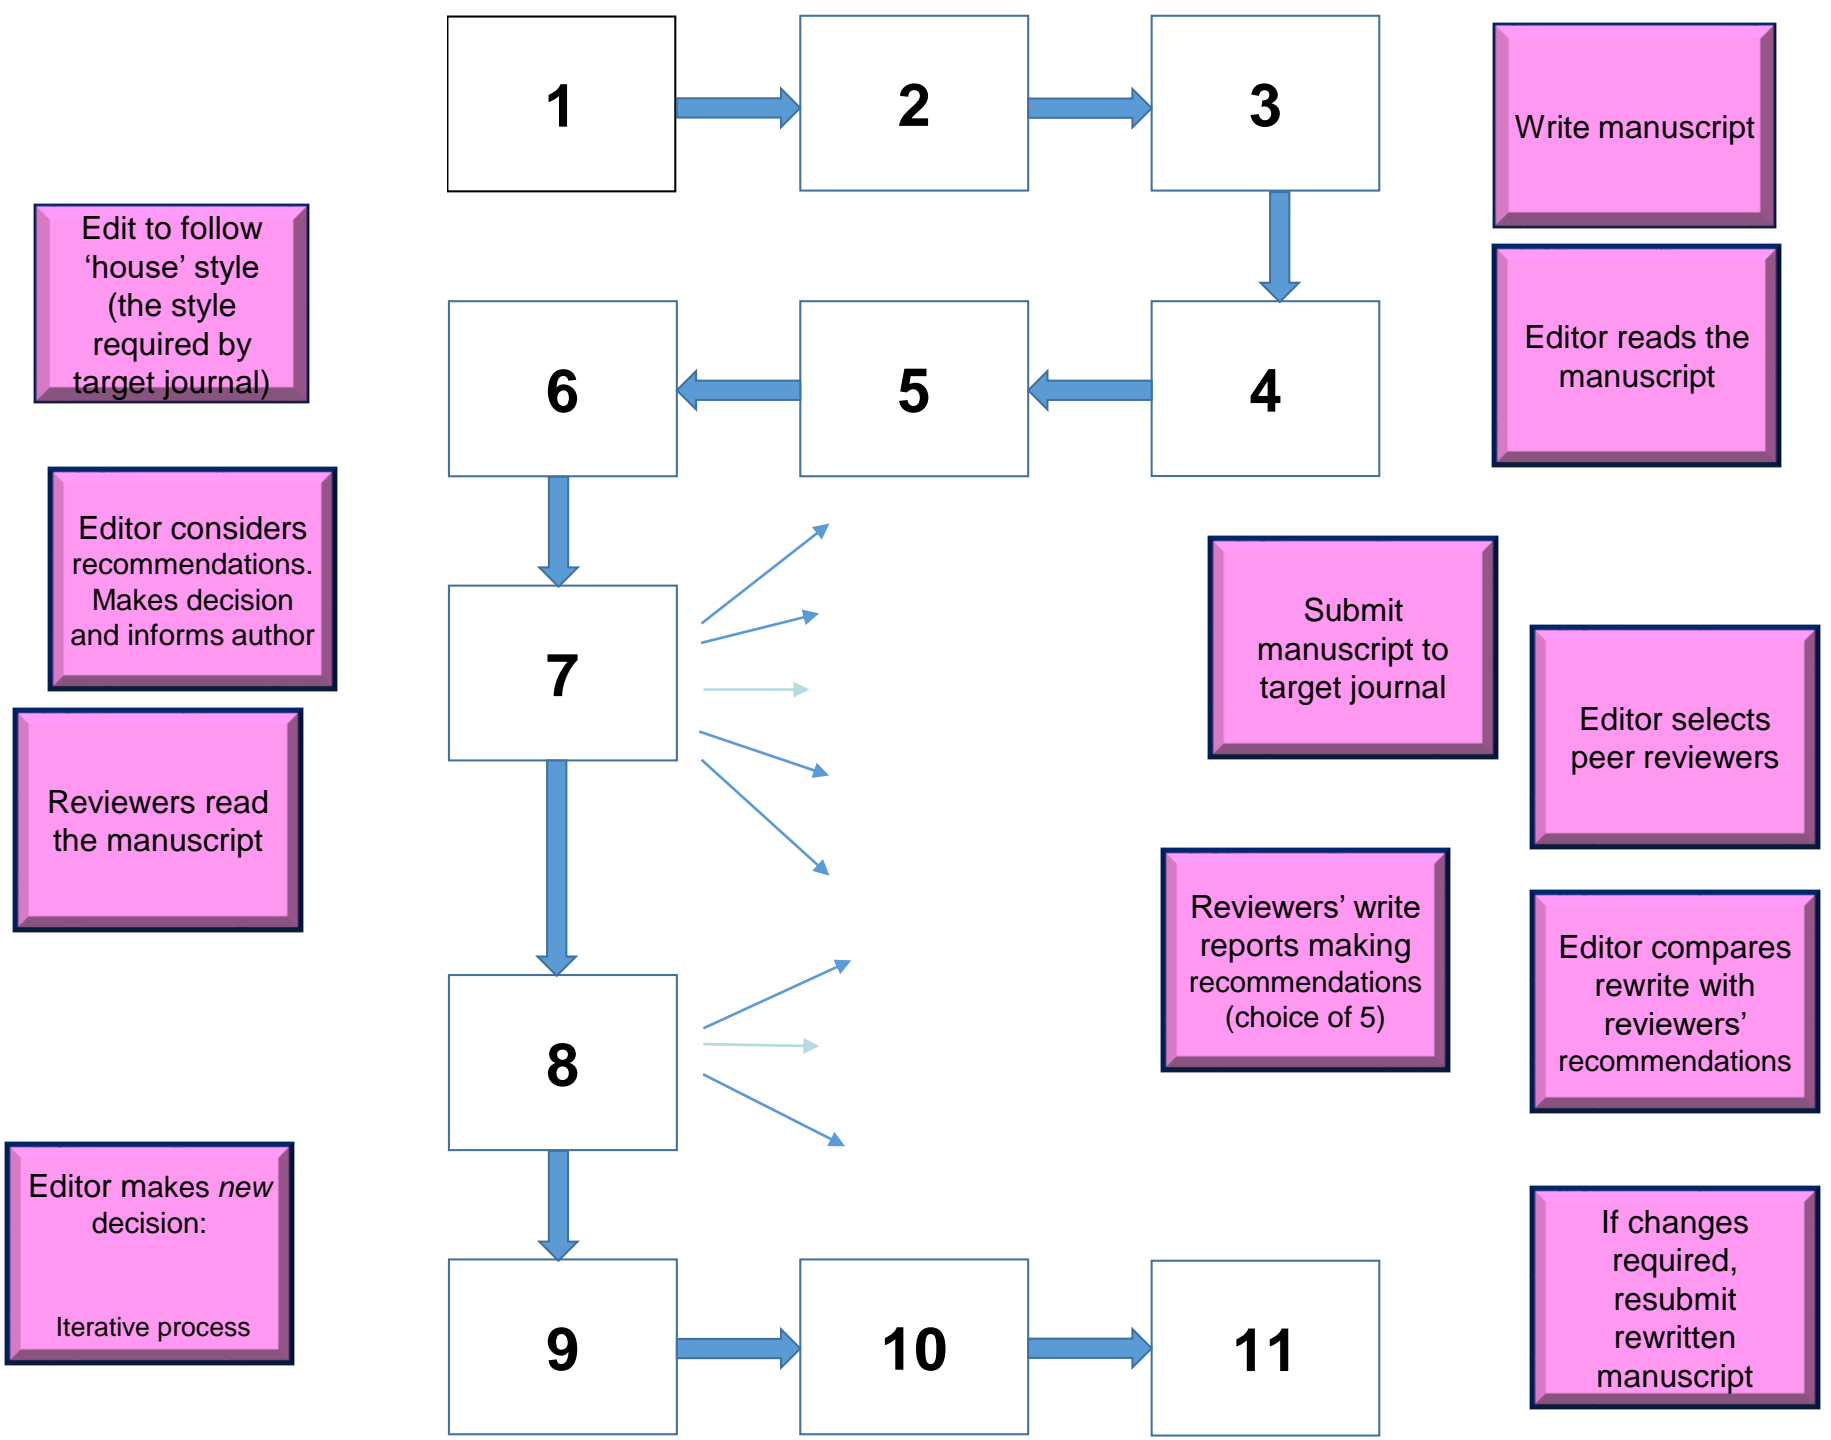 1
2
3
Write manuscript
Edit to follow
‘house’ style
(the style
required by
target journal)
6
5
4
Editor reads the
manuscript
Editor considers
recommendations.
Makes decision
and informs author
7
Submit
manuscript to
target journal
Editor selects
peer reviewers
Reviewers read
the manuscript
Reviewers’ write
reports making
recommendations
(choice of 5)
Editor compares
rewrite with
reviewers’
recommendations
8
Editor makes new
decision:
Iterative process
9
10
11
If changes
required,
resubmit
rewritten
manuscript